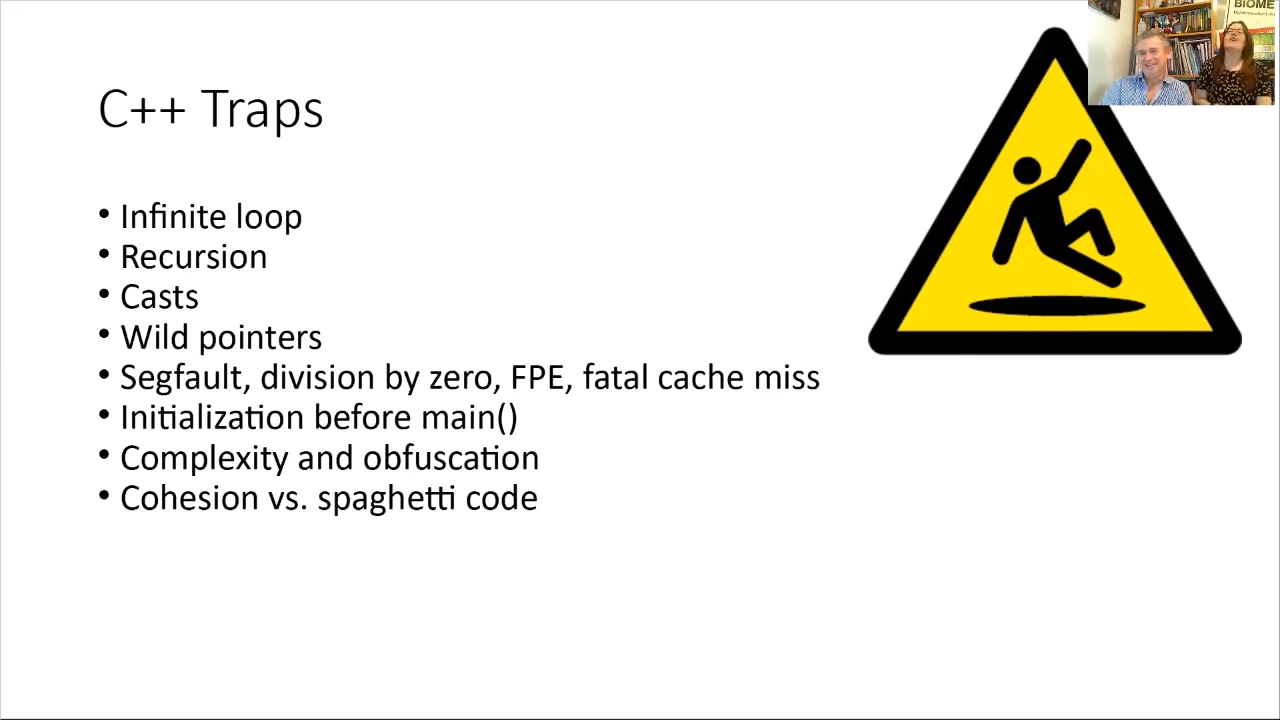 BIOME
C++ Traps
• Infinite loop
• Recursion
• Casts
• Wild pointers
• Segfault, division by zero, FPE, fatal cache miss
• Initialization before main()
• Complexity and obfuscation
• Cohesion vs. spaghetti code